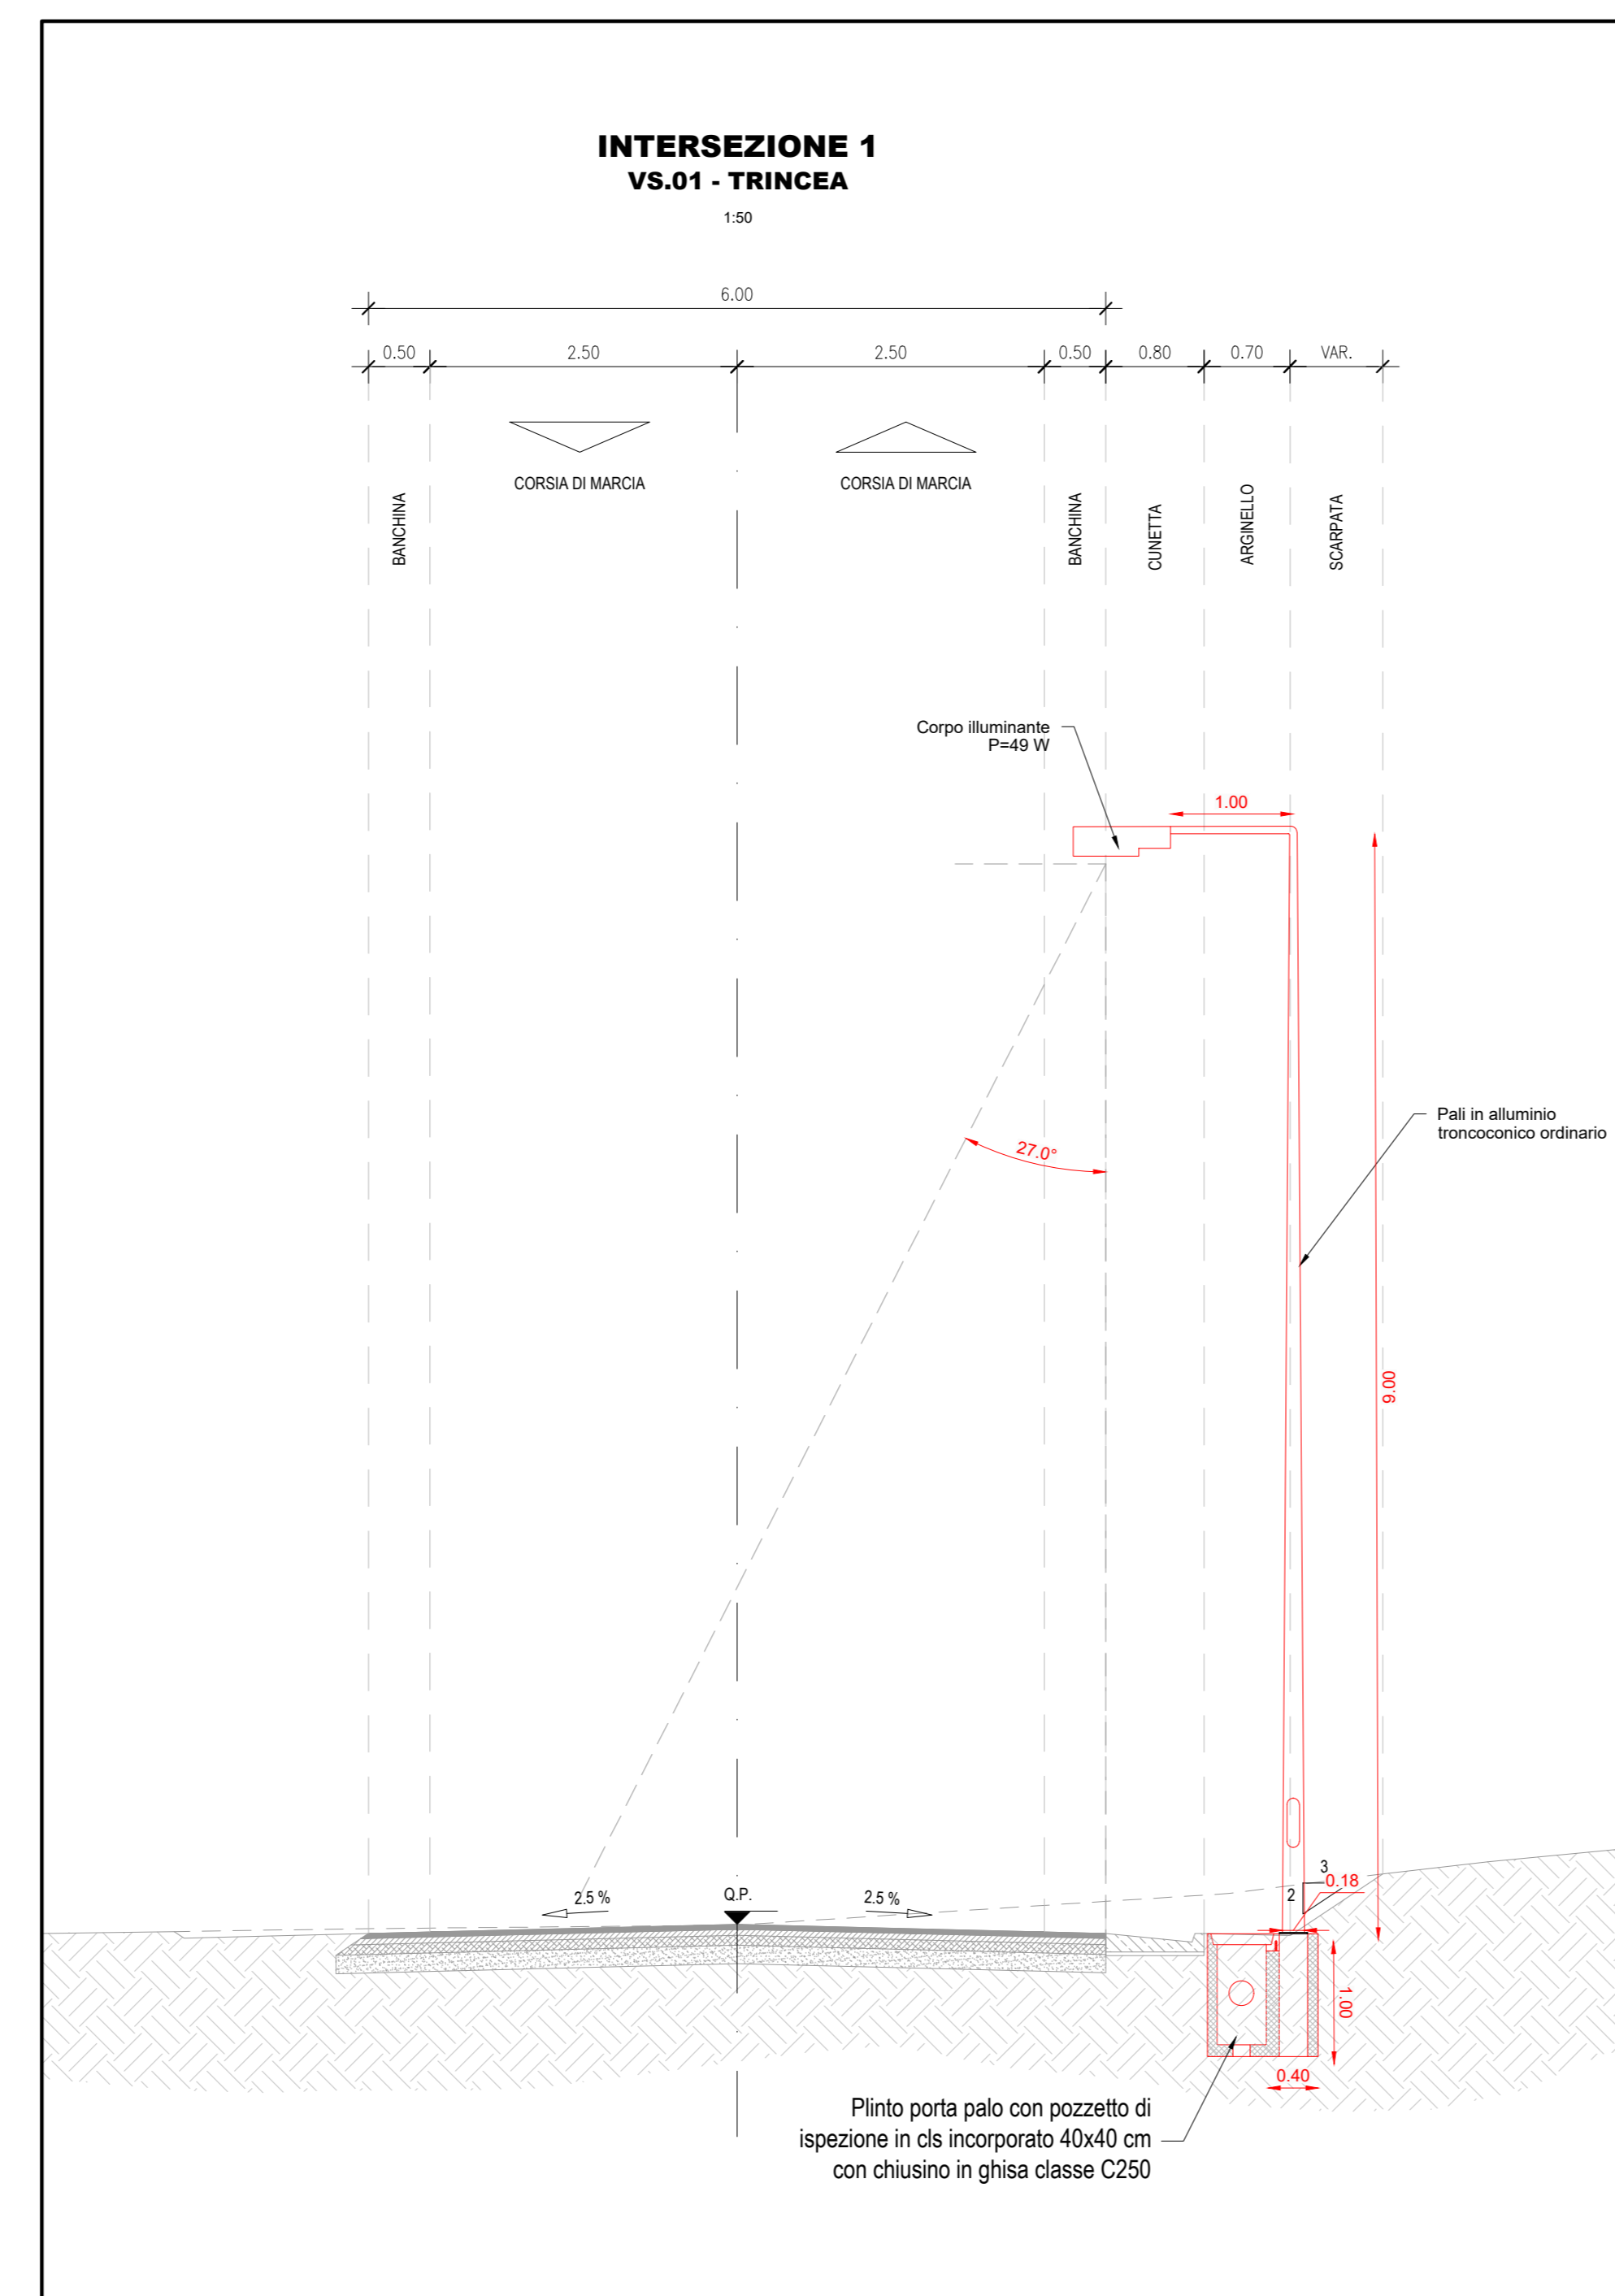 INTERSEZIONE 1
VS.01 - TRINCEA
1:50
6.00
0.50
2.50
2.50
0.50
0.80
0.70
VAR.
CORSIA DI MARCIA
CORSIA DI MARCIA
BANCHINA
BANCHINA
CUNETTA
ARGINELLO
SCARPATA
Corpo illuminante
P=49 W
1.00
Pali in alluminio
troncoconico ordinario
27.0°
9.00
2.5 %
Q.P.
2.5 %
3
2
0.18
1.00
0.40
Plinto porta palo con pozzetto di
ispezione in cls incorporato 40x40 cm
con chiusino in ghisa classe C250